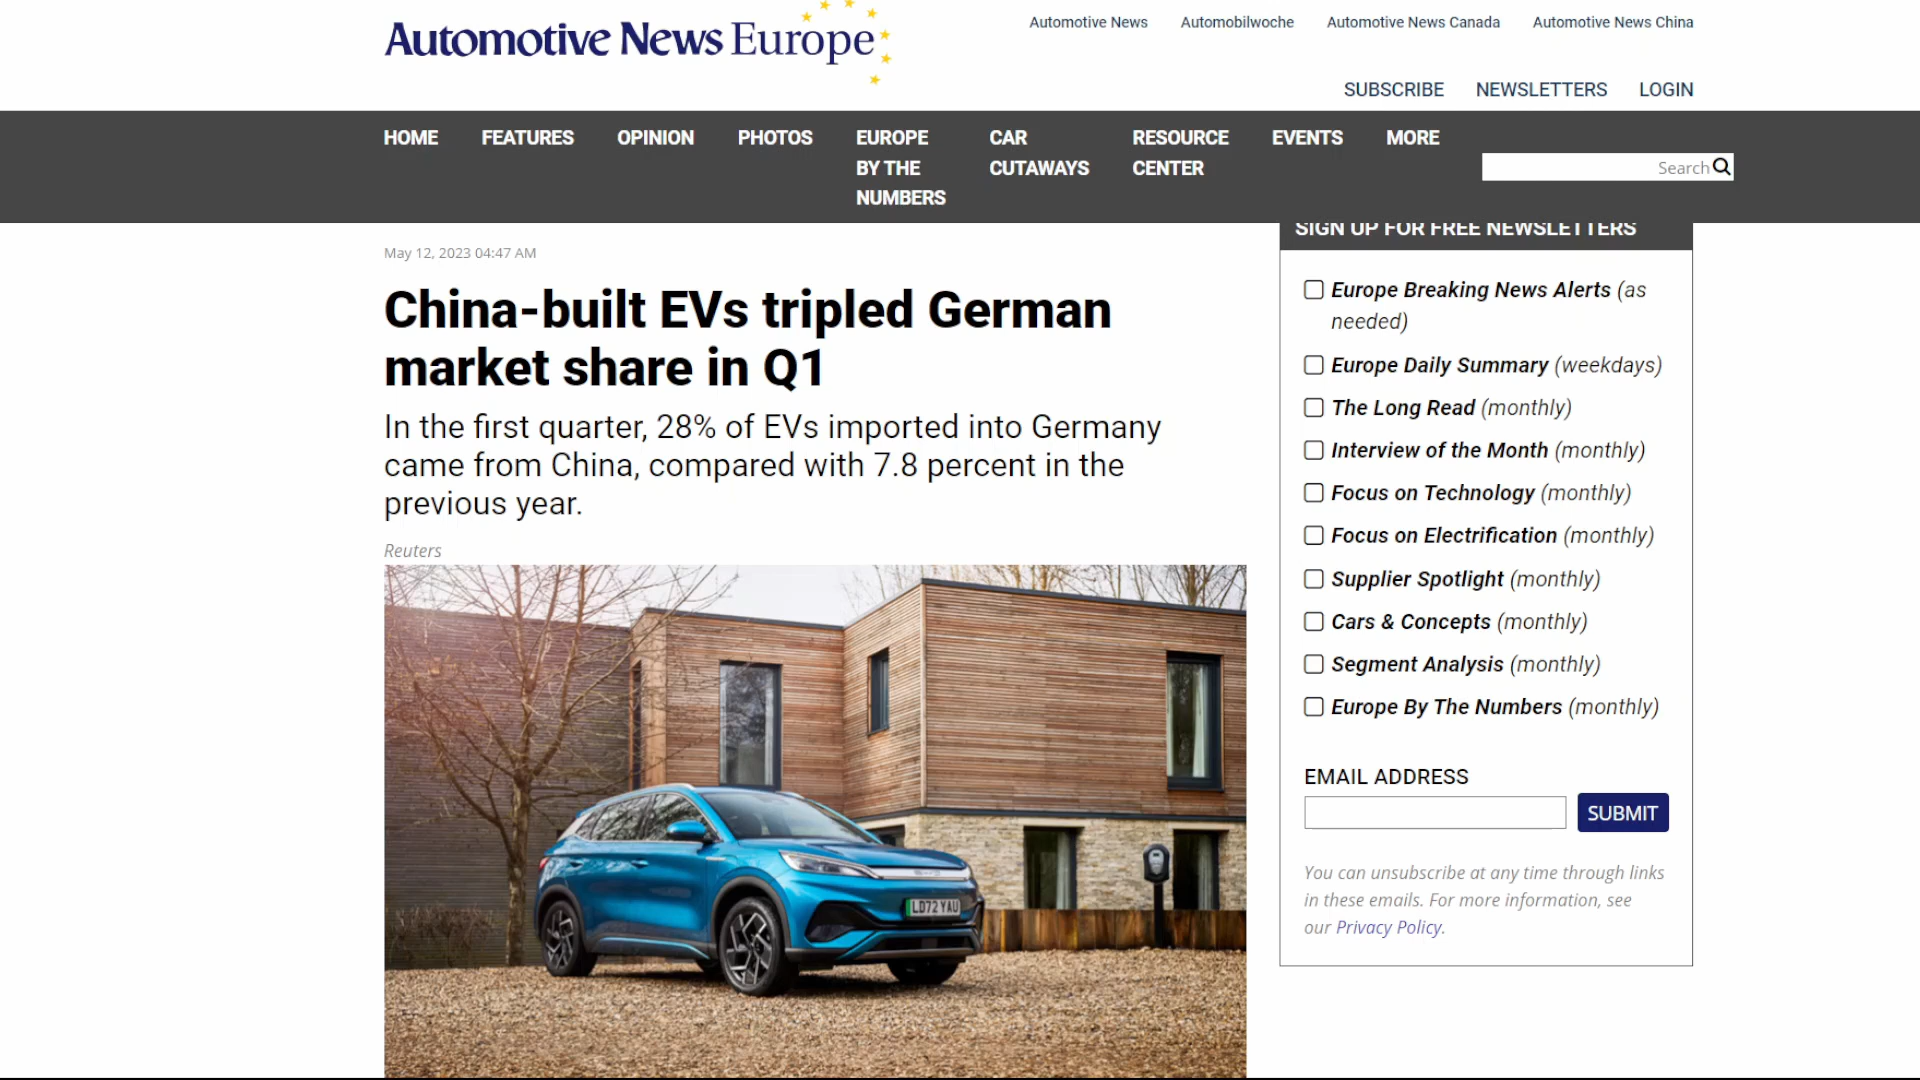 Automotive News Europe
Automotive News
Automobilwoche
Automotive News Canada
Automotive News China
SUBSCRIBE
NEWSLETTERS
LOGIN
HOME
FEATURES
OPINION
PHOTOS
EUROPE
BY THE
NUMBERS
CAR
CUTAWAYS
RESOURCE
CENTER
EVENTS
MORE
Search
May 12, 2023 04:47 AM
China-built EVs tripled German
market share in Q1
In the first quarter, 28% of EVs imported into Germany
came from China, compared with 7.8 percent in the
previous year.
Reuters
LD72 YAU
SIGN UP FOR FREE NEWSLETTERS
Europe Breaking News Alerts (as
needed)
Europe Daily Summary (weekdays)
The Long Read (monthly)
Interview of the Month (monthly)
Focus on Technology (monthly)
Focus on Electrification (monthly)
Supplier Spotlight (monthly)
Cars & Concepts (monthly)
Segment Analysis (monthly)
Europe By The Numbers (monthly)
EMAIL ADDRESS
SUBMIT
You can unsubscribe at any time through links
in these emails. For more information, see
our Privacy Policy.